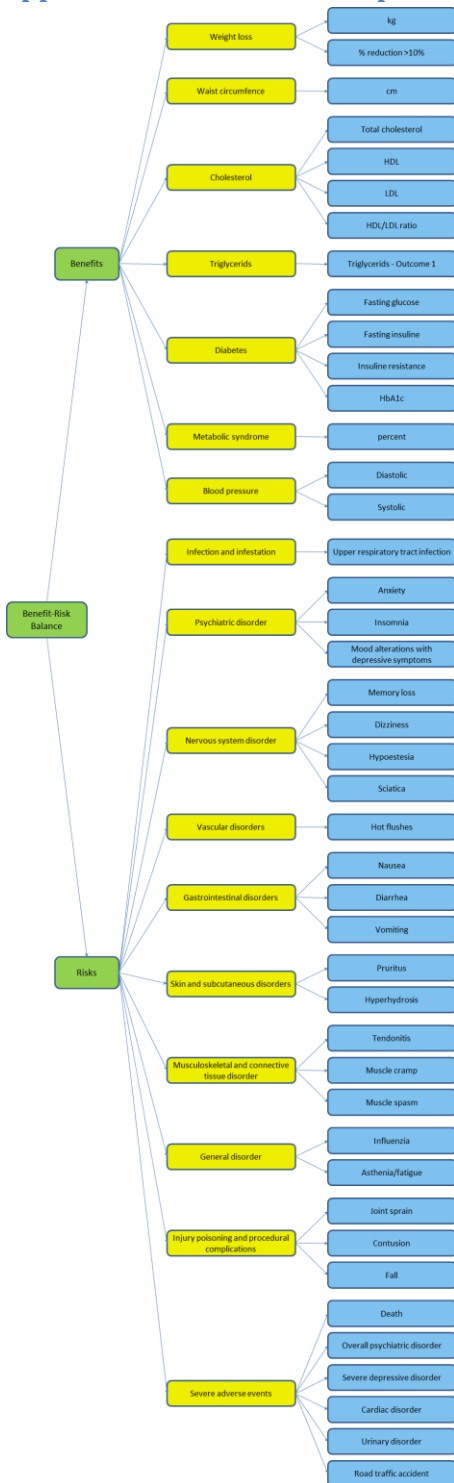 kg
Weight loss
% reduction >10%
Waist circumfence
cm
Total cholesterol
HDL
Cholesterol
LDL
HDL/LDL ratio
Benefits
Triglycerids
Triglycerids - Outcome 1
Fasting glucose
Fasting insuline
Diabetes
Insuline resistance
HbA1c
Metabolic syndrome
percent
Diastolic
Blood pressure
Systolic
Infection and infestation
Upper respiratory tract infection
Anxiety
Benefit-Risk
Balance
Psychiatric disorder
Insomnia
Mood alterations with
depressive symptoms
Memory loss
Dizziness
Nervous system disorder
Hypoestesia
Sciatica
Vascular disorders
Hot flushes
Nausea
Gastrointestinal disorders
Diarrhea
Vomiting
Risks
Pruritus
Skin and subcutaneous disorders
Hyperhydrosis
Tendonitis
Musculoskeletal and connective
tissue disorder
Muscle cramp
Muscle spasm
Influenzia
General disorder
Asthenia/fatigue
Joint sprain
Injury poisoning and procedural
complications
Contusion
Fall
Death
Overall psychiatric disorder
Severe depressive disorder
Severe adverse events
Cardiac disorder
Urinary disorder
Road traffic accident